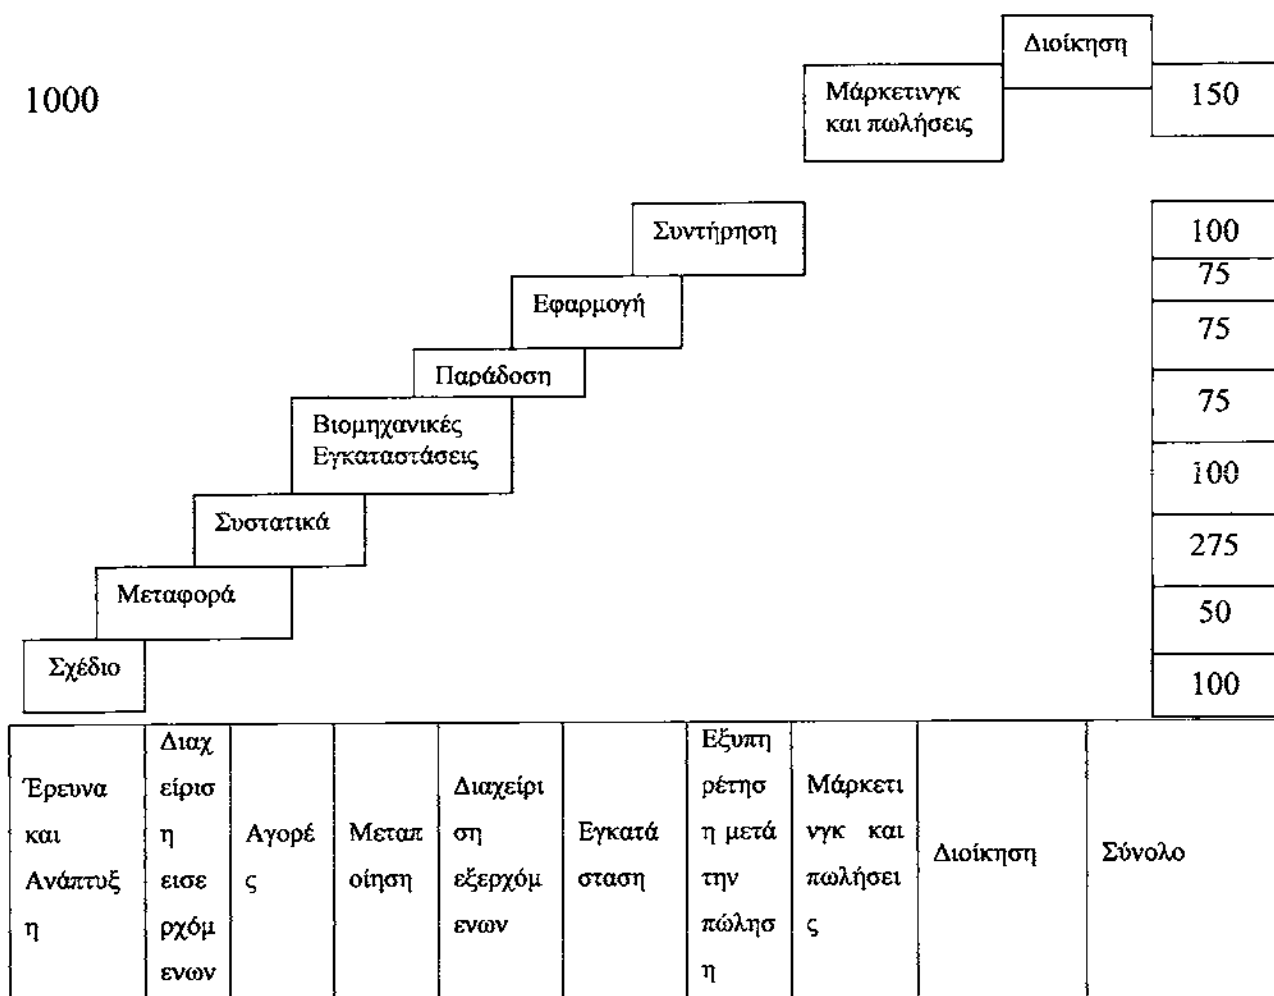 Διοίκηση
1000
Μάρκετινγκ
και πωλήσεις
150
Συντήρηση
100
75
Εφαρμογή
75
Παράδοση
75
Βιομηχανικές
Εγκαταστάσεις
100
Συστατικά
275
Μεταφορά
50
Σχέδιο
100
Έρευνα
και
Ανάπτυξ
η
Διαχ
είρισ
η
εισε
ρχόμ
ενων
Αγορέ
ς
Μεταπ
οίηση
Διαχείρι
ση
εξερχόμ
ενων
Εγκατά
σταση
Εξυπη
ρέτησ
η μετά
την
πώλησ
η
Μάρκετι
νγκ και
πωλήσει
ς
Διοίκηση
Σύνολο